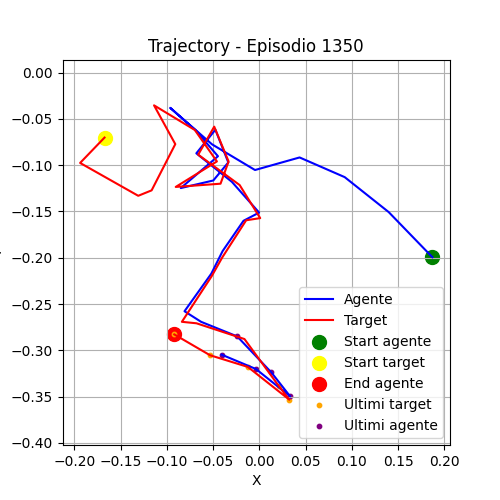 Trajectory - Episodio 1350
0.00
−0.05
−0.10
−0.15
−0.20
−0.25
−0.30
−0.35
−0.40
Agente
Target
Start agente
Start target
End agente
Ultimi target
Ultimi agente
−0.20 −0.15 −0.10 −0.05 0.00 0.05 0.10 0.15 0.20
X